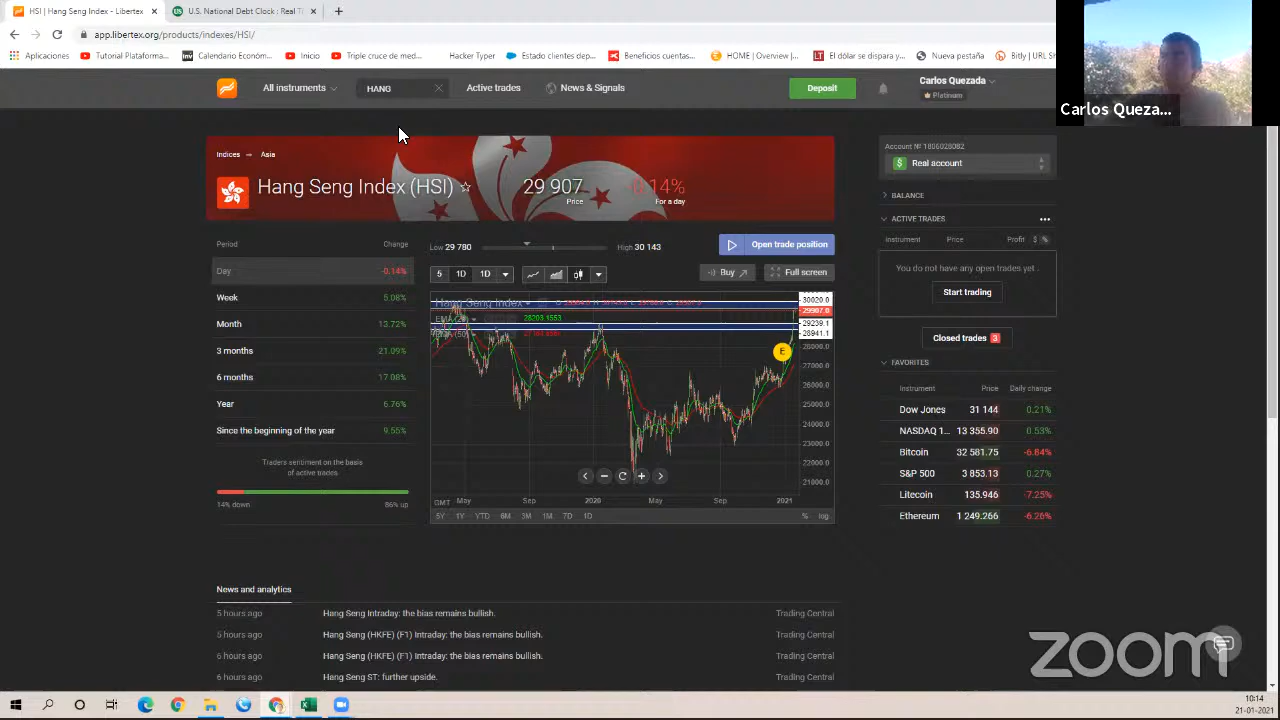 HSI | Hang Seng Index - Libertex
U.S. National Debt Clock : Real Ti
app.libertex.org/products/indexes/HSI/
Aplicaciones
Tutorial Plataforma...
Calendario Económ...
Inicio
Triple cruce de med...
Hacker Typer
Estado clientes dep...
Beneficios cuentas...
HOME | Overview |...
El dólar se dispara y...
Nueva pestaña
Bitly | URL Sh
All instruments
HANG
Active trades
News & Signals
Deposit
Carlos Quezada
Platinum
Carlos Queza...
Indices → Asia
Hang Seng Index (HSI)
29 907
Price
-0.14%
For a day
Account № 1806028082
$ Real account
BALANCE
ACTIVE TRADES
Instrument Price Profit $ %
You do not have any open trades yet .
Start trading
Closed trades 3
FAVORITES
Instrument Price Daily change
Dow Jones 31 144 0.21%
NASDAQ 1... 13 355.90 0.53%
Bitcoin 32 581.75 -6.84%
S&P 500 3 853.13 0.27%
Litecoin 135.946 -7.25%
Ethereum 1 249.266 -6.26%
Period Change
Day -0.14%
Week 5.08%
Month 13.72%
3 months 21.09%
6 months 17.08%
Year 6.76%
Since the beginning of the year 9.55%
Traders sentiment on the basis
of active trades
14% down 86% up
Low 29 780
High 30 143
Open trade position
5 1D 1D
Buy
Full screen
Hang Seng Index
28203.1553
30020.0
29907.0
29239.1
28941.1
28000.0
27000.0
26000.0
25000.0
24000.0
23000.0
22000.0
21000.0
E
GMT May Sep 2020 May Sep 2021
5Y 1Y YTD 6M 3M 1M 7D 1D % log
News and analytics
5 hours ago Hang Seng Intraday: the bias remains bullish. Trading Central
5 hours ago Hang Seng (HKFE) (F1) Intraday: the bias remains bullish. Trading Central
6 hours ago Hang Seng (HKFE) (F1) Intraday: the bias remains bullish. Trading Central
6 hours ago Hang Seng ST: further upside. Trading Central
zoom
10:14
21-01-2021